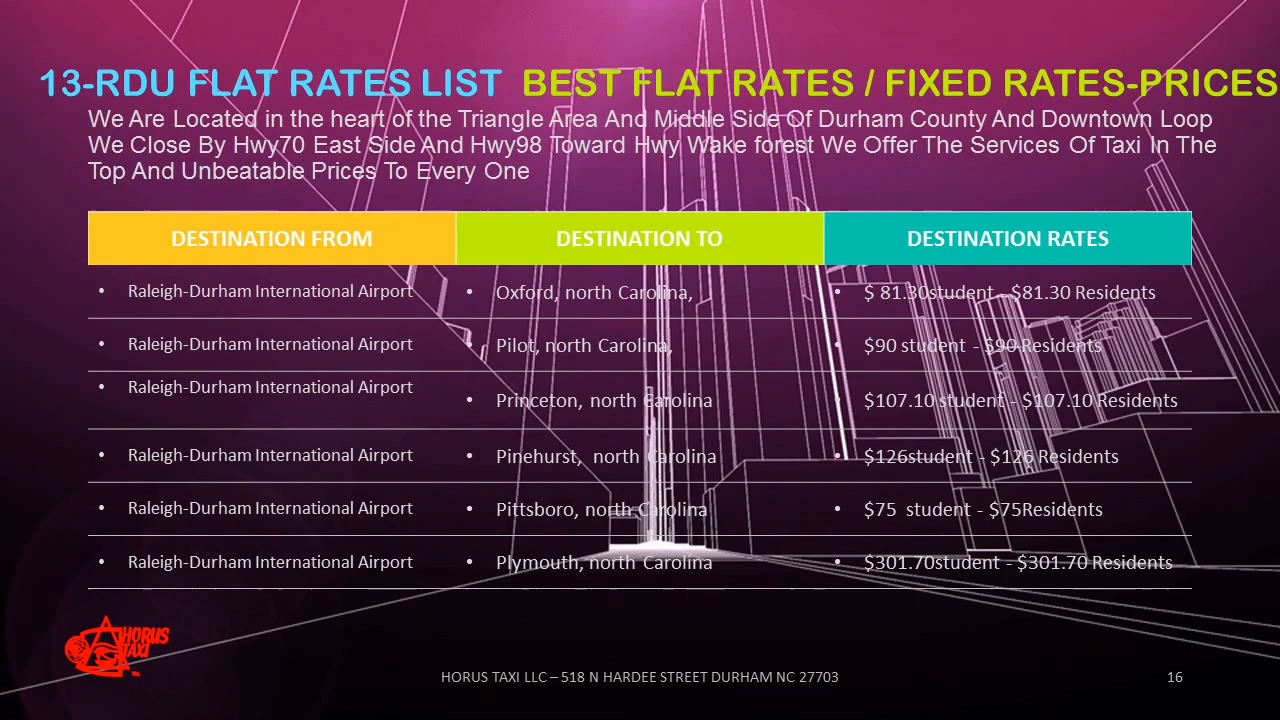 13-RDU FLAT RATES LIST BEST FLAT RATES / FIXED RATES-PRICES
We Are Located in the heart of the Triangle Area And Middle Side Of Durham County And Downtown Loop
We Close By Hwy70 East Side And Hwy98 Toward Hwy Wake forest We Offer The Services Of Taxi In The
Top And Unbeatable Prices To Every One
DESTINATION FROM DESTINATION TO DESTINATION RATES
• Raleigh-Durham International Airport • Oxford, north Carolina, • $ 81.30student - $81.30 Residents
• Raleigh-Durham International Airport • Pilot, north Carolina, • $90 student - $90 Residents
• Raleigh-Durham International Airport • Princeton, north Carolina • $107.10 student - $107.10 Residents
• Raleigh-Durham International Airport • Pinehurst, north Carolina • $126student - $126 Residents
• Raleigh-Durham International Airport • Pittsboro, north Carolina • $75 student - $75Residents
• Raleigh-Durham International Airport • Plymouth, north Carolina • $301.70student - $301.70 Residents
HORUS
TAXI
HORUS TAXI LLC – 518 N HARDEE STREET DURHAM NC 27703 16